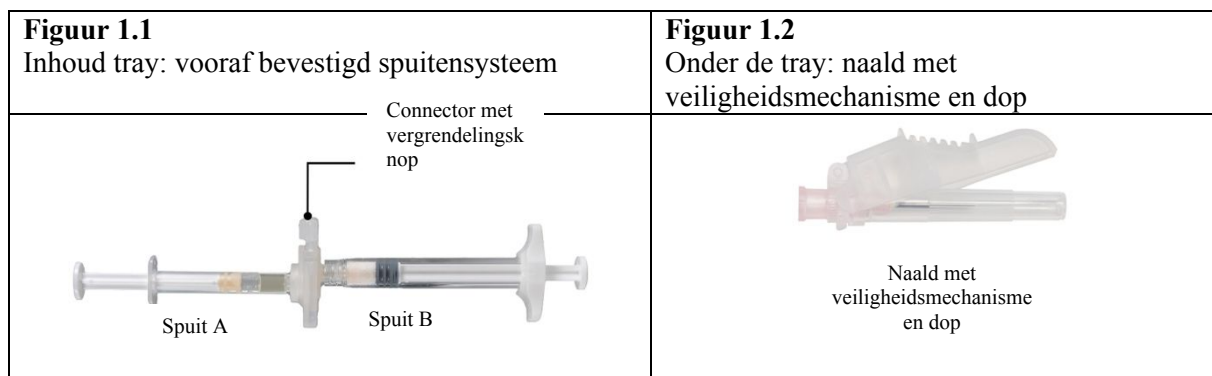 Figuur 1.1
Inhoud tray: vooraf bevestigd spuitensysteem
Connector met
vergrendelingsk
nop
Spuit A
Spuit B
Figuur 1.2
Onder de tray: naald met
veiligheidsmechanisme en dop
Naald met
veiligheidsmechanisme
en dop